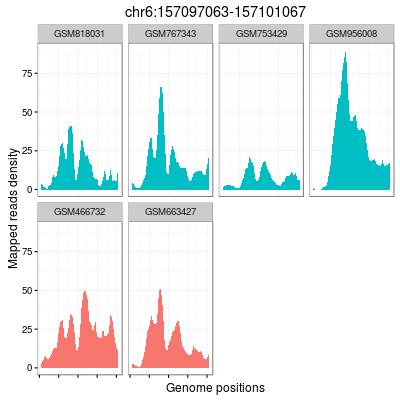 chr6:157097063-157101067
GSM818031 GSM767343 GSM753429 GSM956008
75
50
25
0
GSM466732 GSM663427
75
50
25
0
Mapped reads density
Genome positions